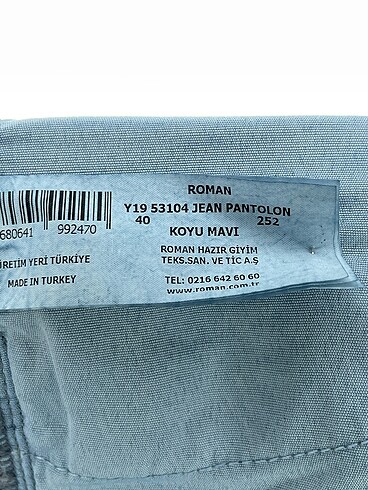 ROMAN
Y19 53104 JEAN PANTOLON
40 252
680641 992470
KOYU MAVI
ROMAN HAZIR GİYİM
TEKS.SAN. VE TİC A.Ş
ÜRETİM YERİ TÜRKİYE
MADE IN TURKEY
TEL: 0216 642 60 60
www.roman.com.tr